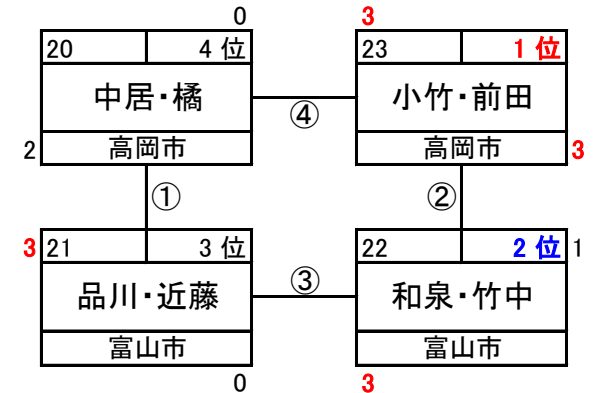 0 3
20 4 位 23 1 位
中居・橘 小竹・前田
④
2 高岡市 高岡市 3
① ②
3 21 3 位 22 2 位 1
品川・近藤 ③ 和泉・竹中
富山市 富山市
0 3